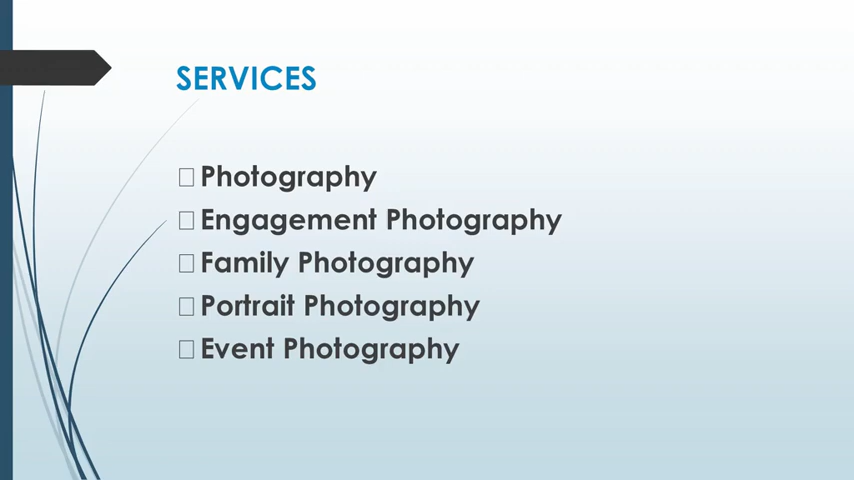 SERVICES
Photography
Engagement Photography
Family Photography
Portrait Photography
Event Photography